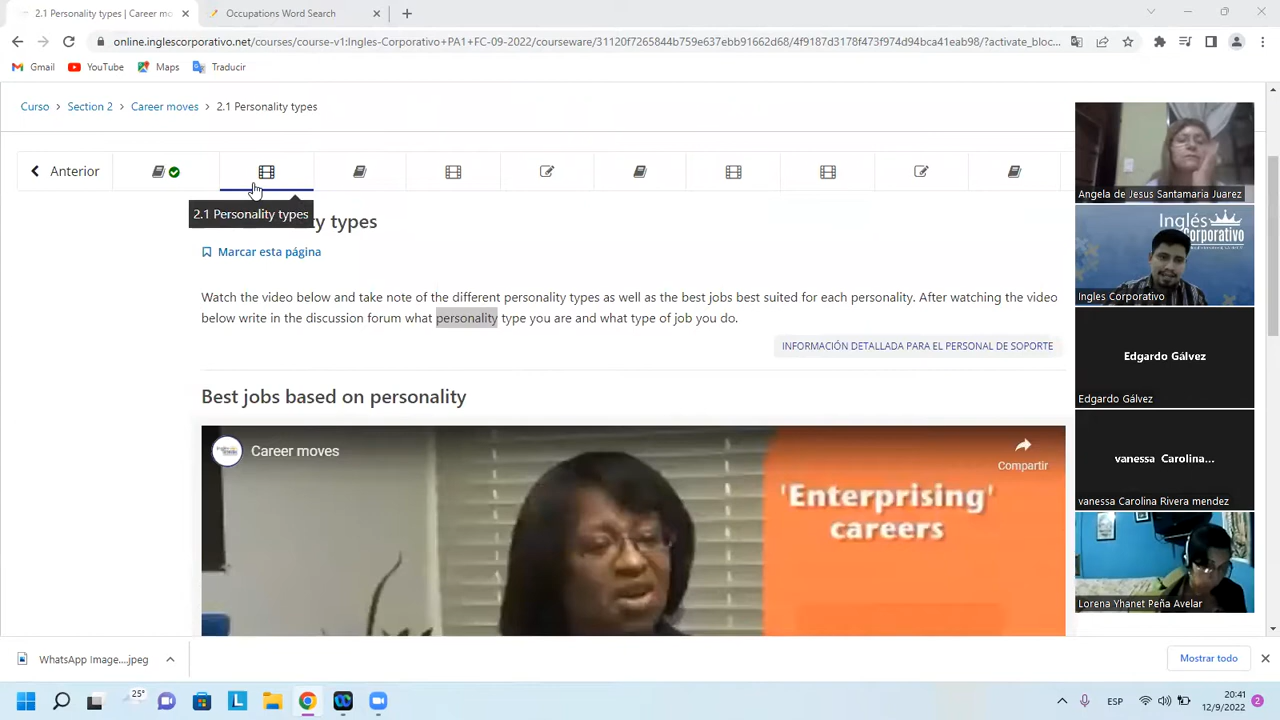 2.1 Personality types | Career mo
Occupations Word Search
online.inglescorporativo.net/courses/course-v1:Ingles-Corporativo+PA1+FC-09-2022/courseware/31120f7265844b759e637ebb91662d68/4f9187d3178f473f974d94bca41eab98/?activate_bloc...
Gmail
YouTube
Maps
Traducir
Curso > Section 2 > Career moves > 2.1 Personality types
Anterior
2.1 Personality types
ty types
Marcar esta página
Watch the video below and take note of the different personality types as well as the best jobs best suited for each personality. After watching the video
below write in the discussion forum what personality type you are and what type of job you do.
INFORMACIÓN DETALLADA PARA EL PERSONAL DE SOPORTE
Best jobs based on personality
Career moves
Compartir
'Enterprising'
careers
Angela de Jesus Santamaria Juarez
Inglés
Corporativo
Ingles Corporativo
Edgardo Gálvez
Edgardo Gálvez
vanessa Carolina...
vanessa Carolina Rivera mendez
Lorena Yhanet Peña Avelar
WhatsApp Image....jpeg
Mostrar todo
25°
ESP
20:41
12/9/2022
2